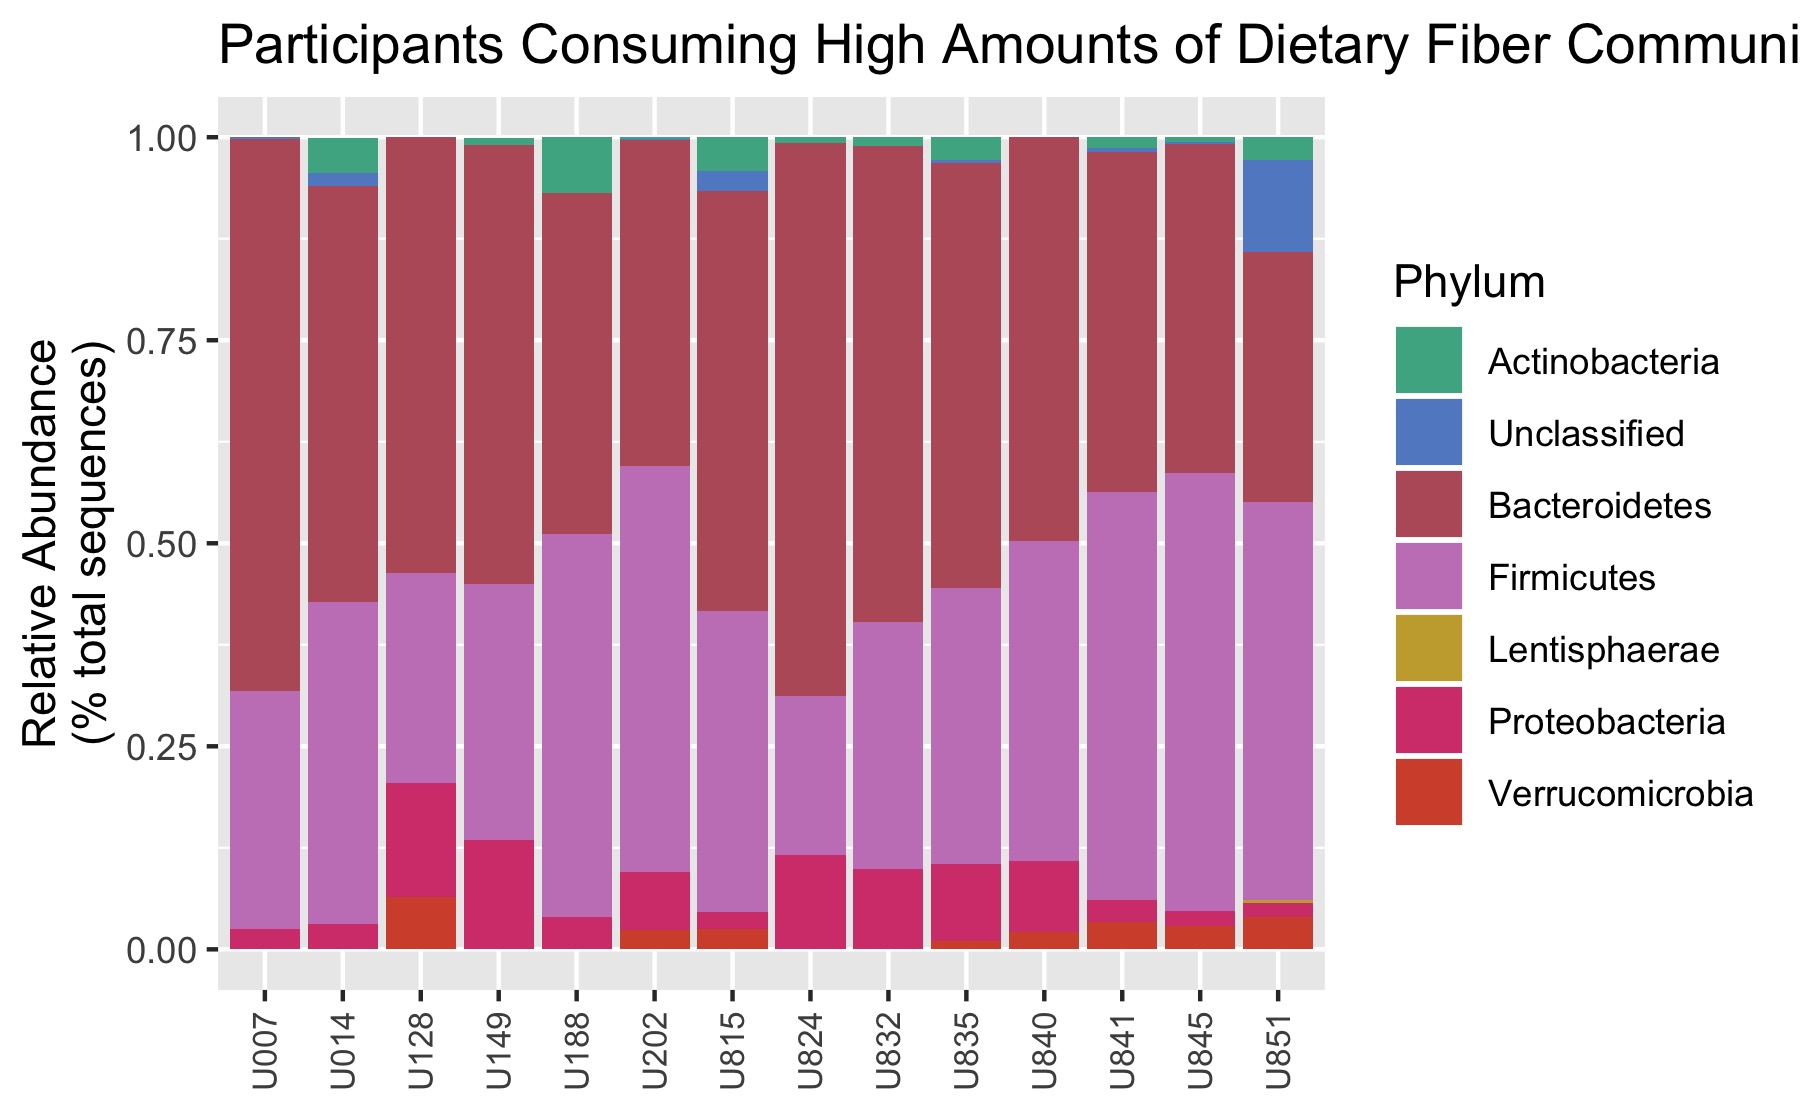 Participants Consuming High Amounts of Dietary Fiber Communi
Relative Abundance
(% total sequences)
1.00
0.75
0.50
0.25
0.00
U007
U014
U128
U149
U188
U202
U815
U824
U832
U835
U840
U841
U845
U851
Phylum
Actinobacteria
Unclassified
Bacteroidetes
Firmicutes
Lentisphaerae
Proteobacteria
Verrucomicrobia